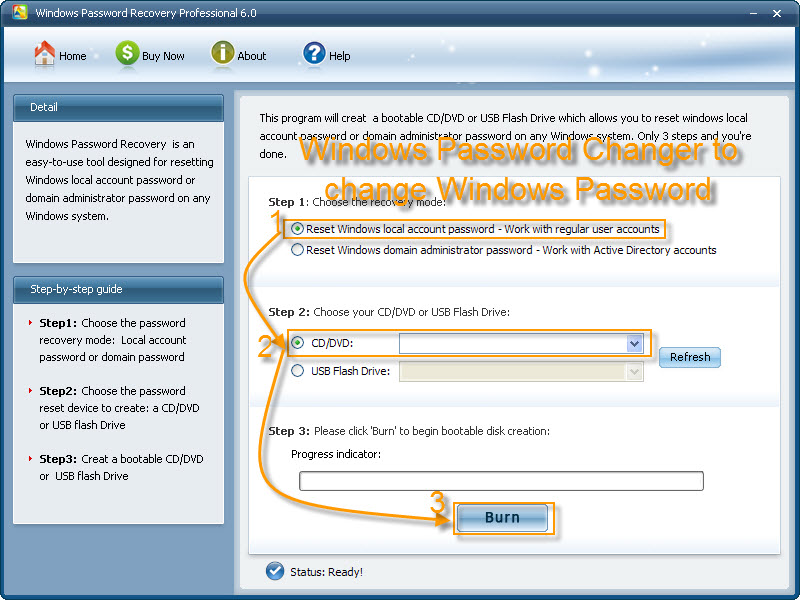 Windows Password Recovery Professional 6.0
Home
$ Buy Now
i About
? Help
Detail
Windows Password Recovery is an
easy-to-use tool designed for resetting
Windows local account password or
domain administrator password on any
Windows system.
Step-by-step guide
Step1: Choose the password
recovery mode: Local account
password or domain password
Step2: Choose the password
reset device to create: a CD/DVD
or USB flash Drive
Step3: Creat a bootable CD/DVD
or USB flash Drive
This program will creat a bootable CD/DVD or USB Flash Drive which allows you to reset windows local
account password or domain administrator password on any Windows system. Only 3 steps and you're
done.
Windows Password Changer to
change Windows Password
Step 1: Choose the recovery mode:
1
Reset Windows local account password - Work with regular user accounts
Reset Windows domain administrator password - Work with Active Directory accounts
Step 2: Choose your CD/DVD or USB Flash Drive:
2
CD/DVD:
Refresh
USB Flash Drive:
Step 3: Please click 'Burn' to begin bootable disk creation:
Progress indicator:
3
Burn
Status: Ready!